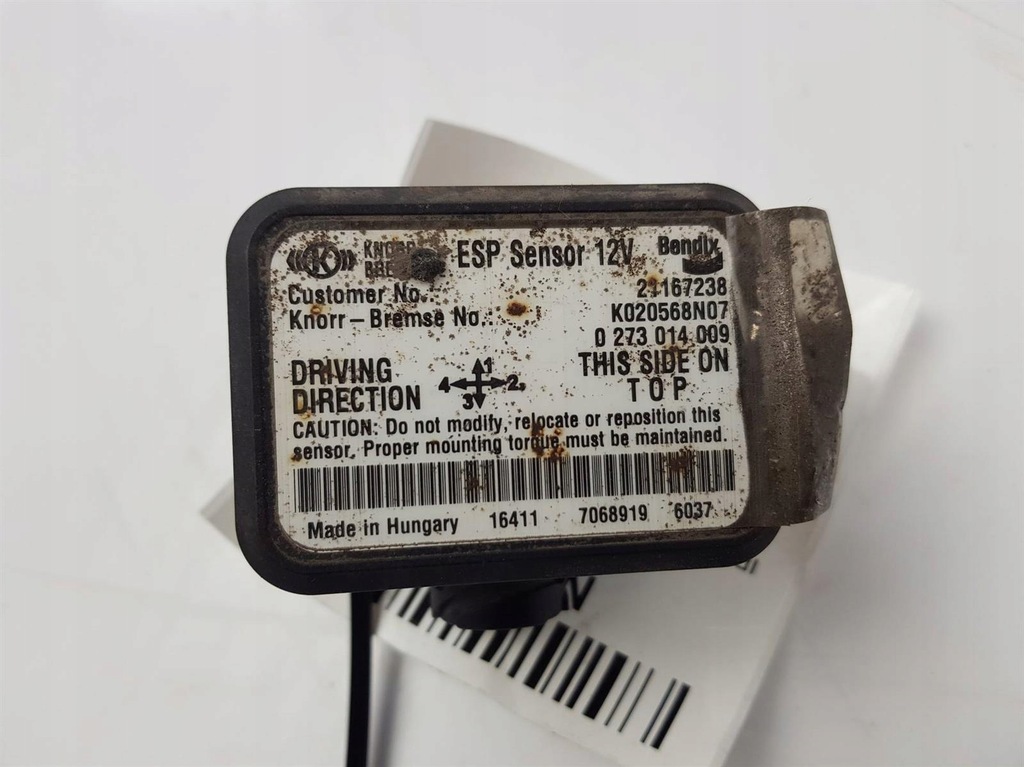 K ESP Sensor 12V Bendix
Customer No. 21167238
Knorr-Bremse No.. K020568N07
0 273 014 009
DRIVING DIRECTION
1
4 2
3
THIS SIDE ON
TOP
CAUTION: Do not modify, relocate or reposition this
sensor. Proper mounting torque must be maintained.
Made in Hungary 16411 7068919 6037